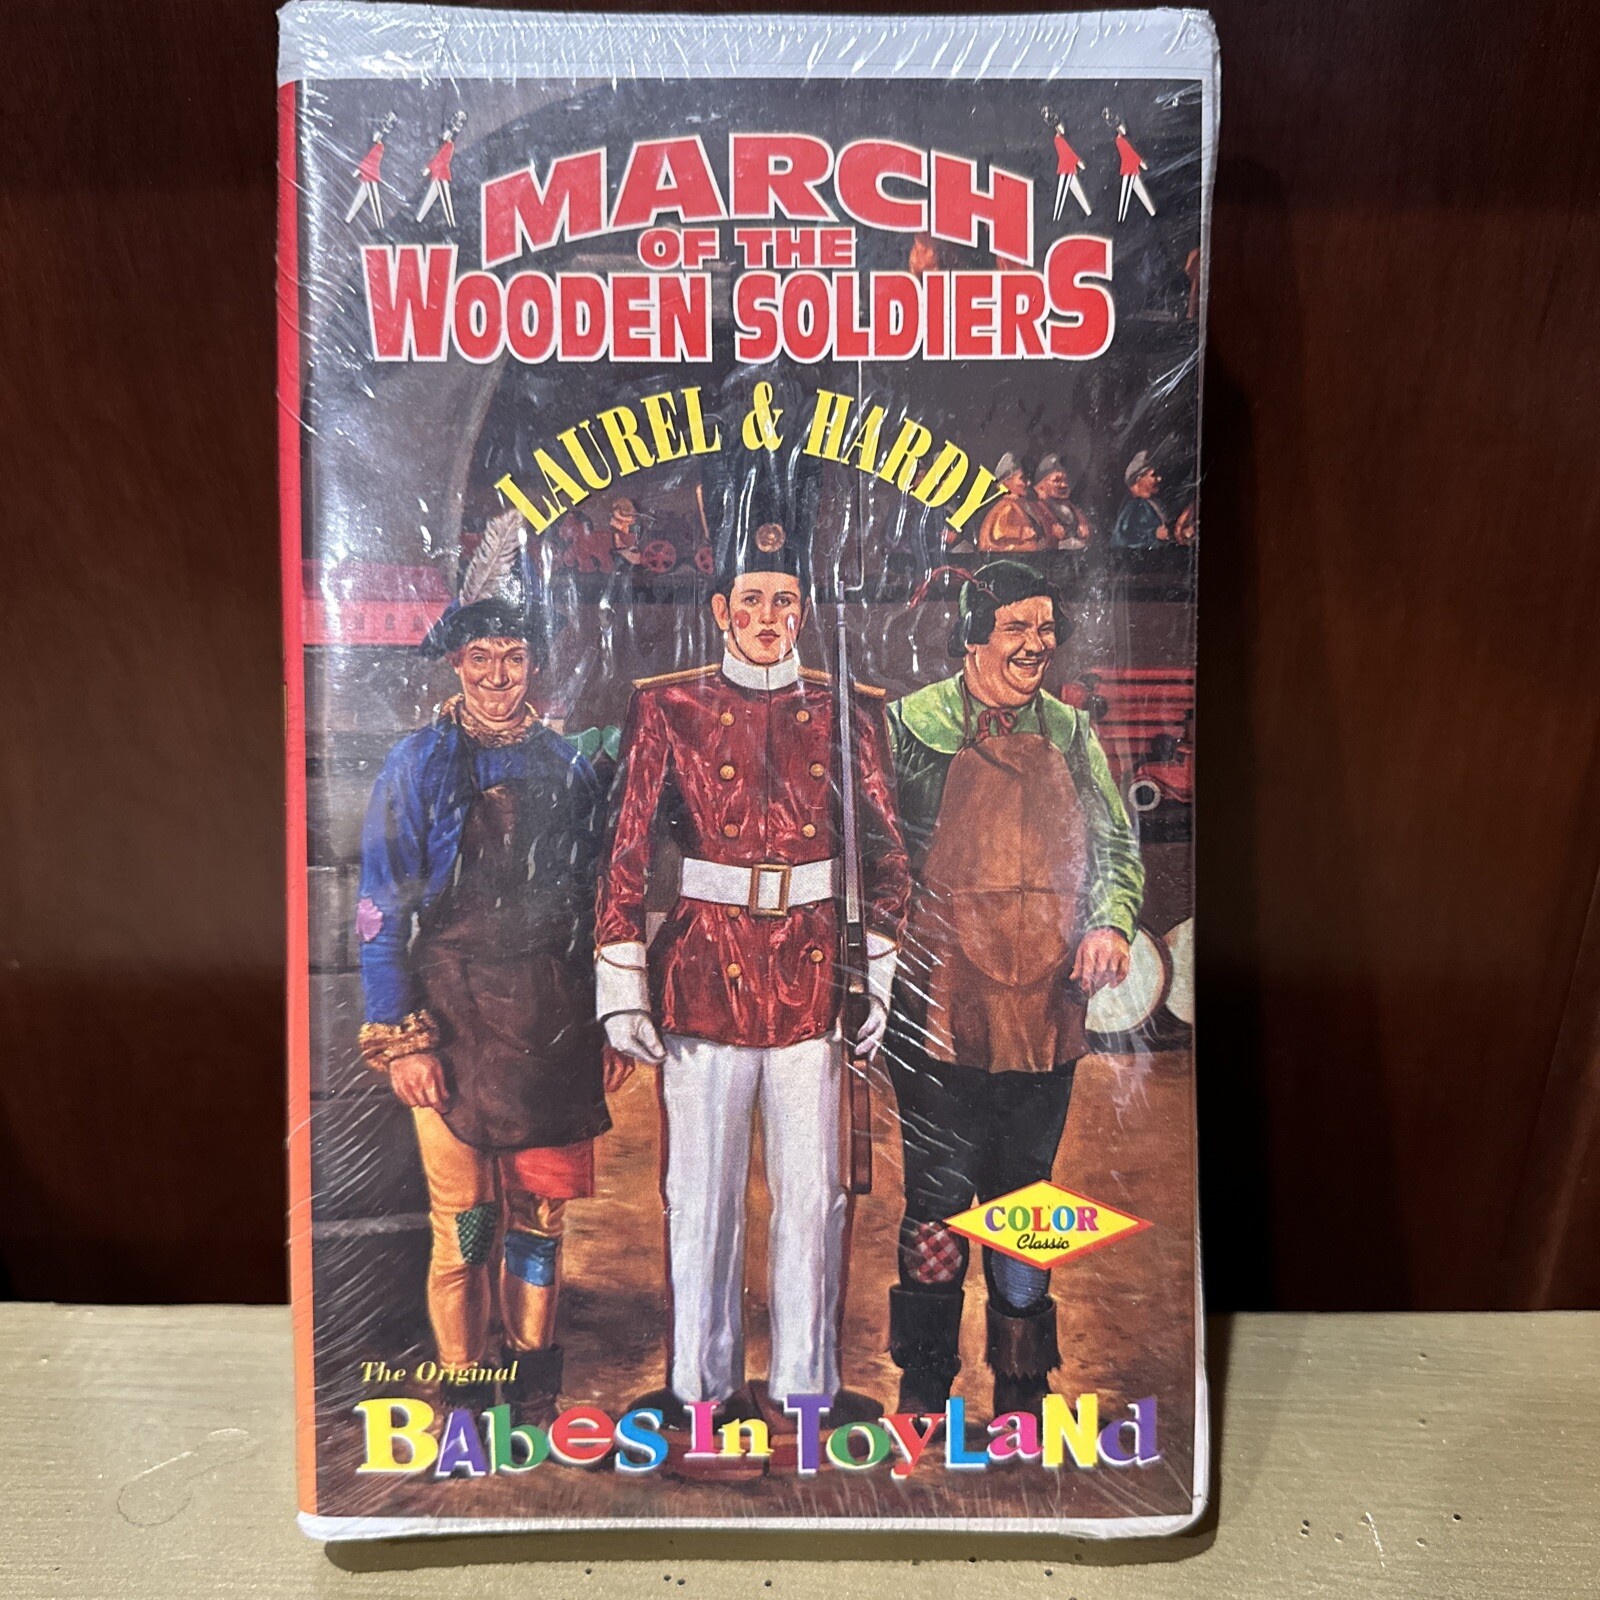 MARCH
OF THE
WOODEN SOLDIERS
LAUREL & HARDY
COLOR
Classic
The Original
BAbeS In ToyLaNd